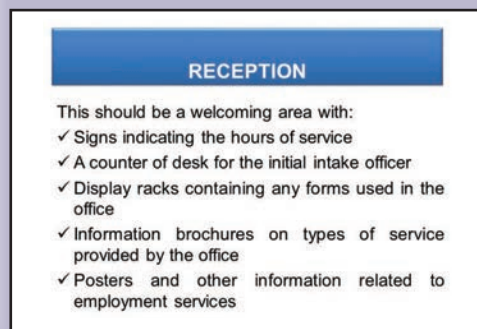 RECEPTION
This should be a welcoming area with:
✓ Signs indicating the hours of service
✓ A counter of desk for the initial intake officer
✓ Display racks containing any forms used in the
office
✓ Information brochures on types of service
provided by the office
✓ Posters and other information related to
employment services